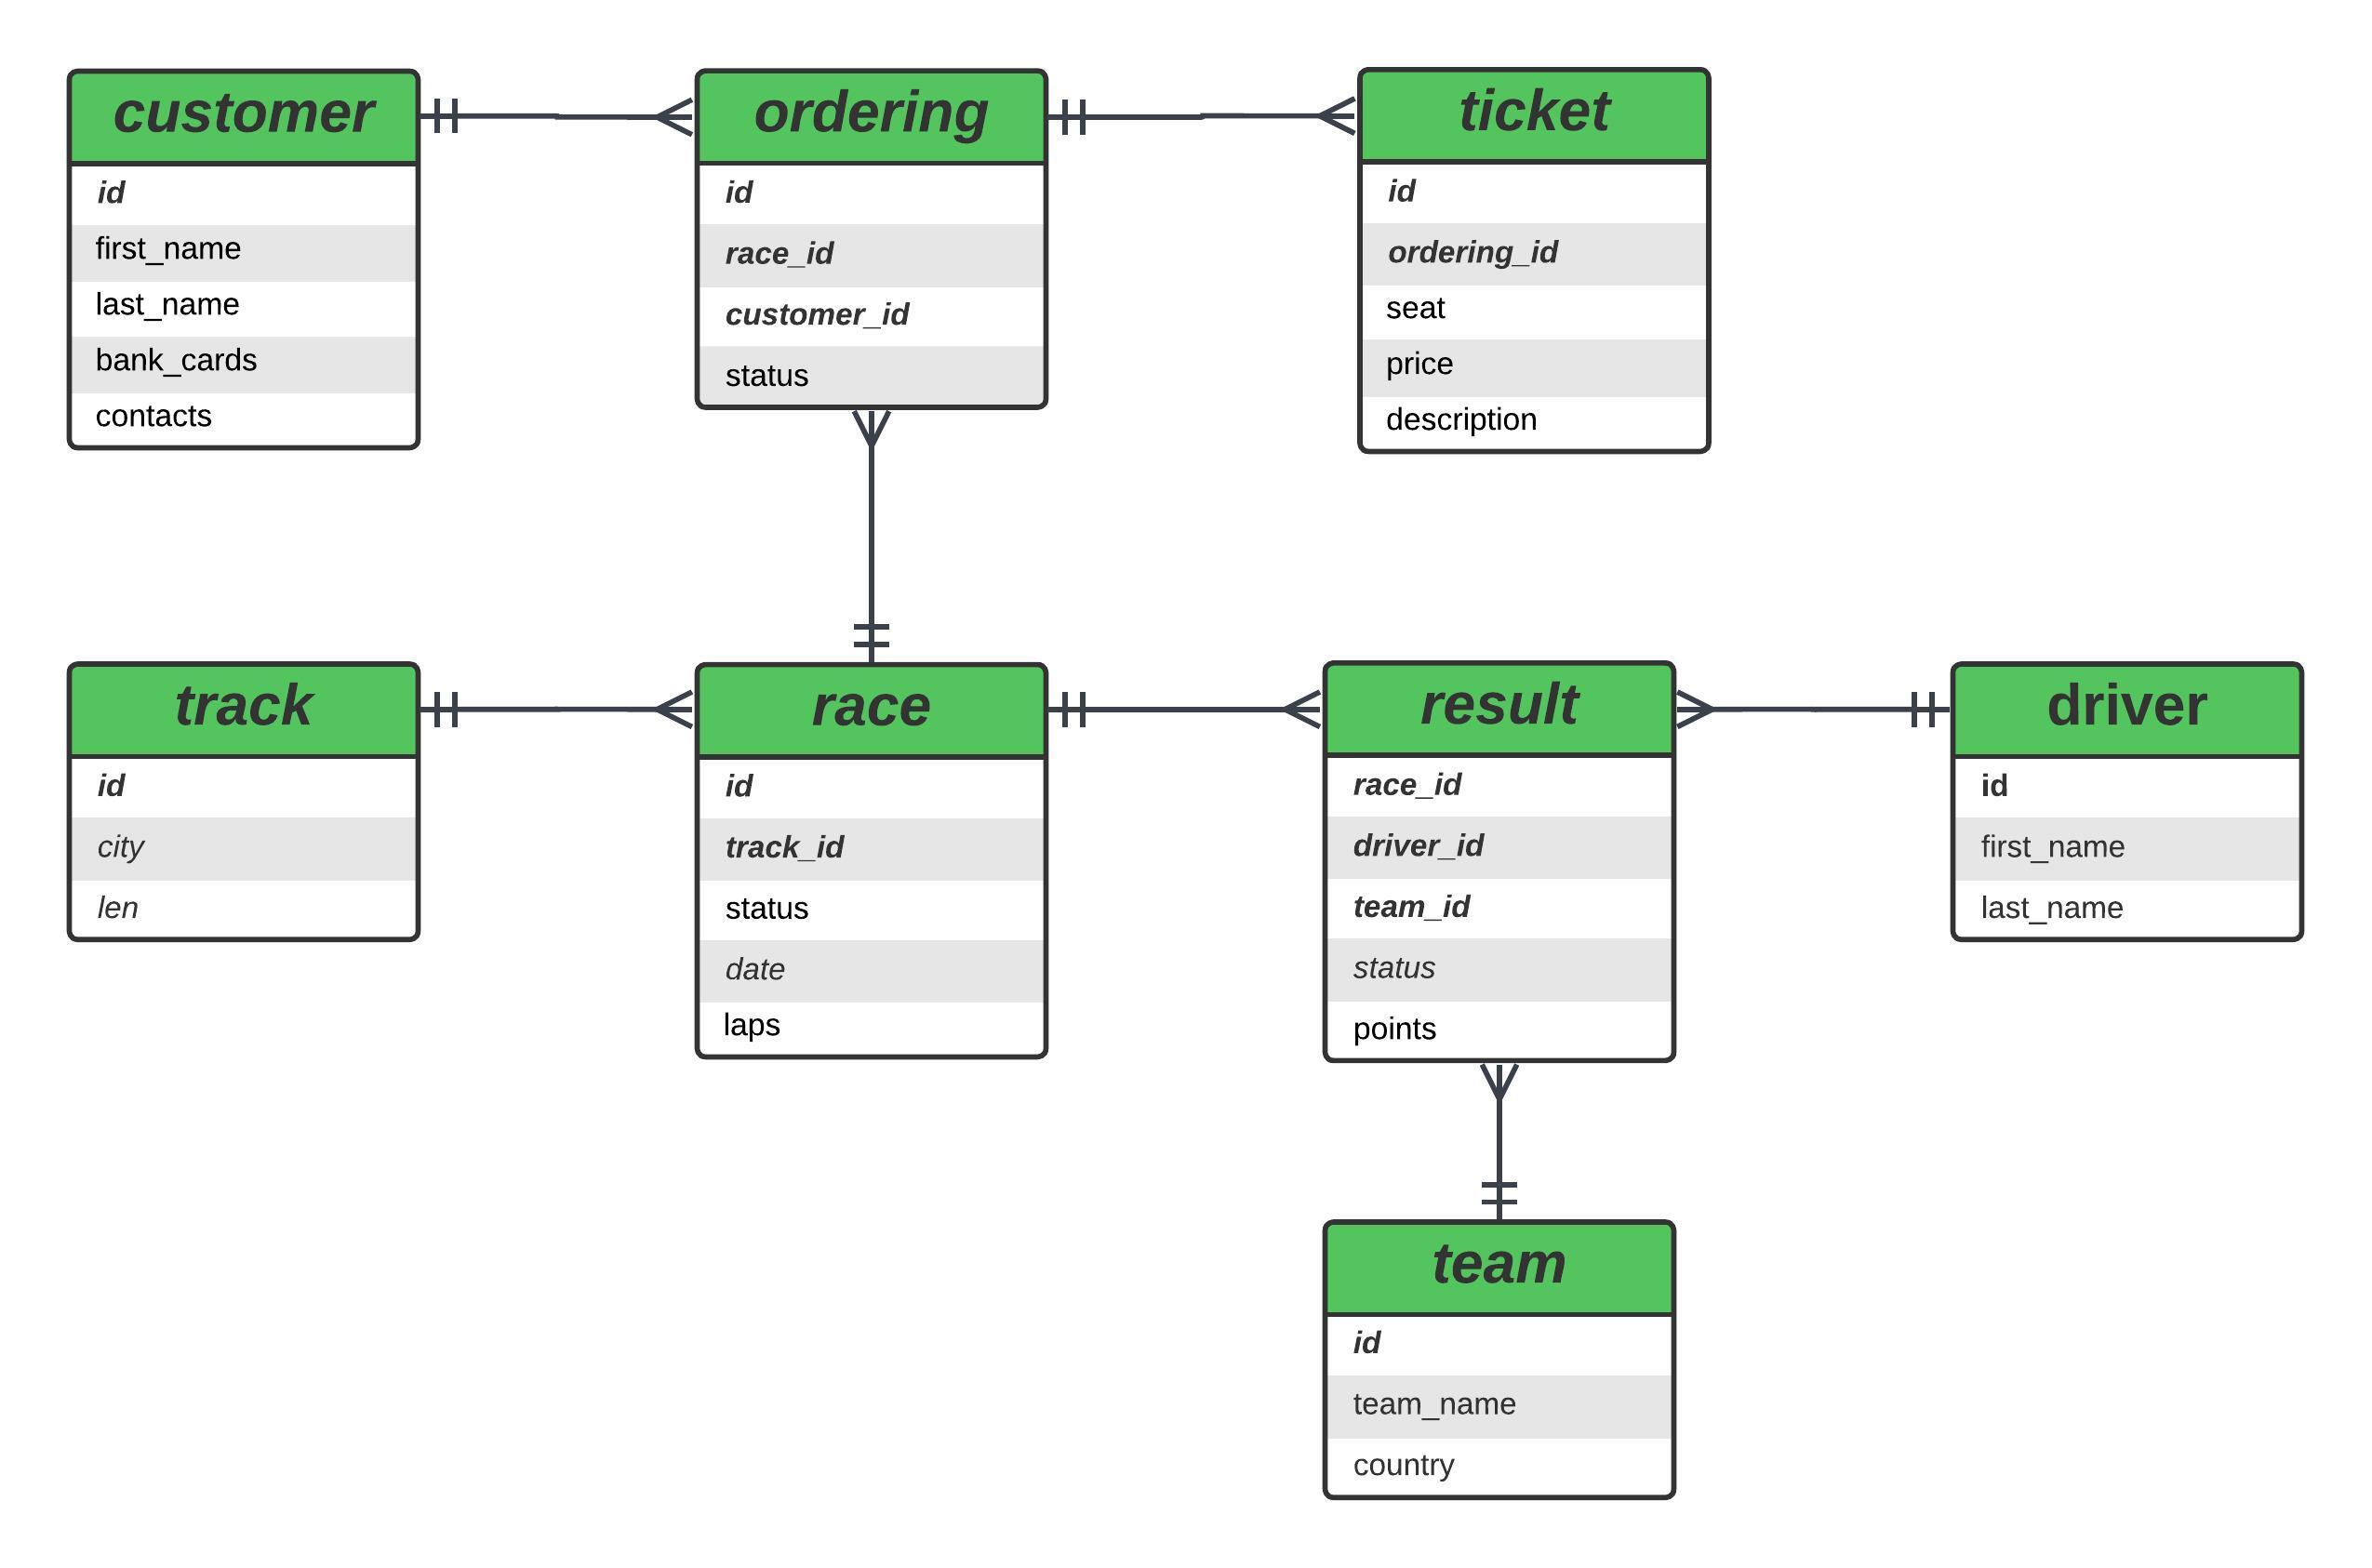 customer
id
first_name
last_name
bank_cards
contacts
ordering
id
race_id
customer_id
status
ticket
id
ordering_id
seat
price
description
track
id
city
len
race
id
track_id
status
date
laps
result
race_id
driver_id
team_id
status
points
driver
id
first_name
last_name
team
id
team_name
country